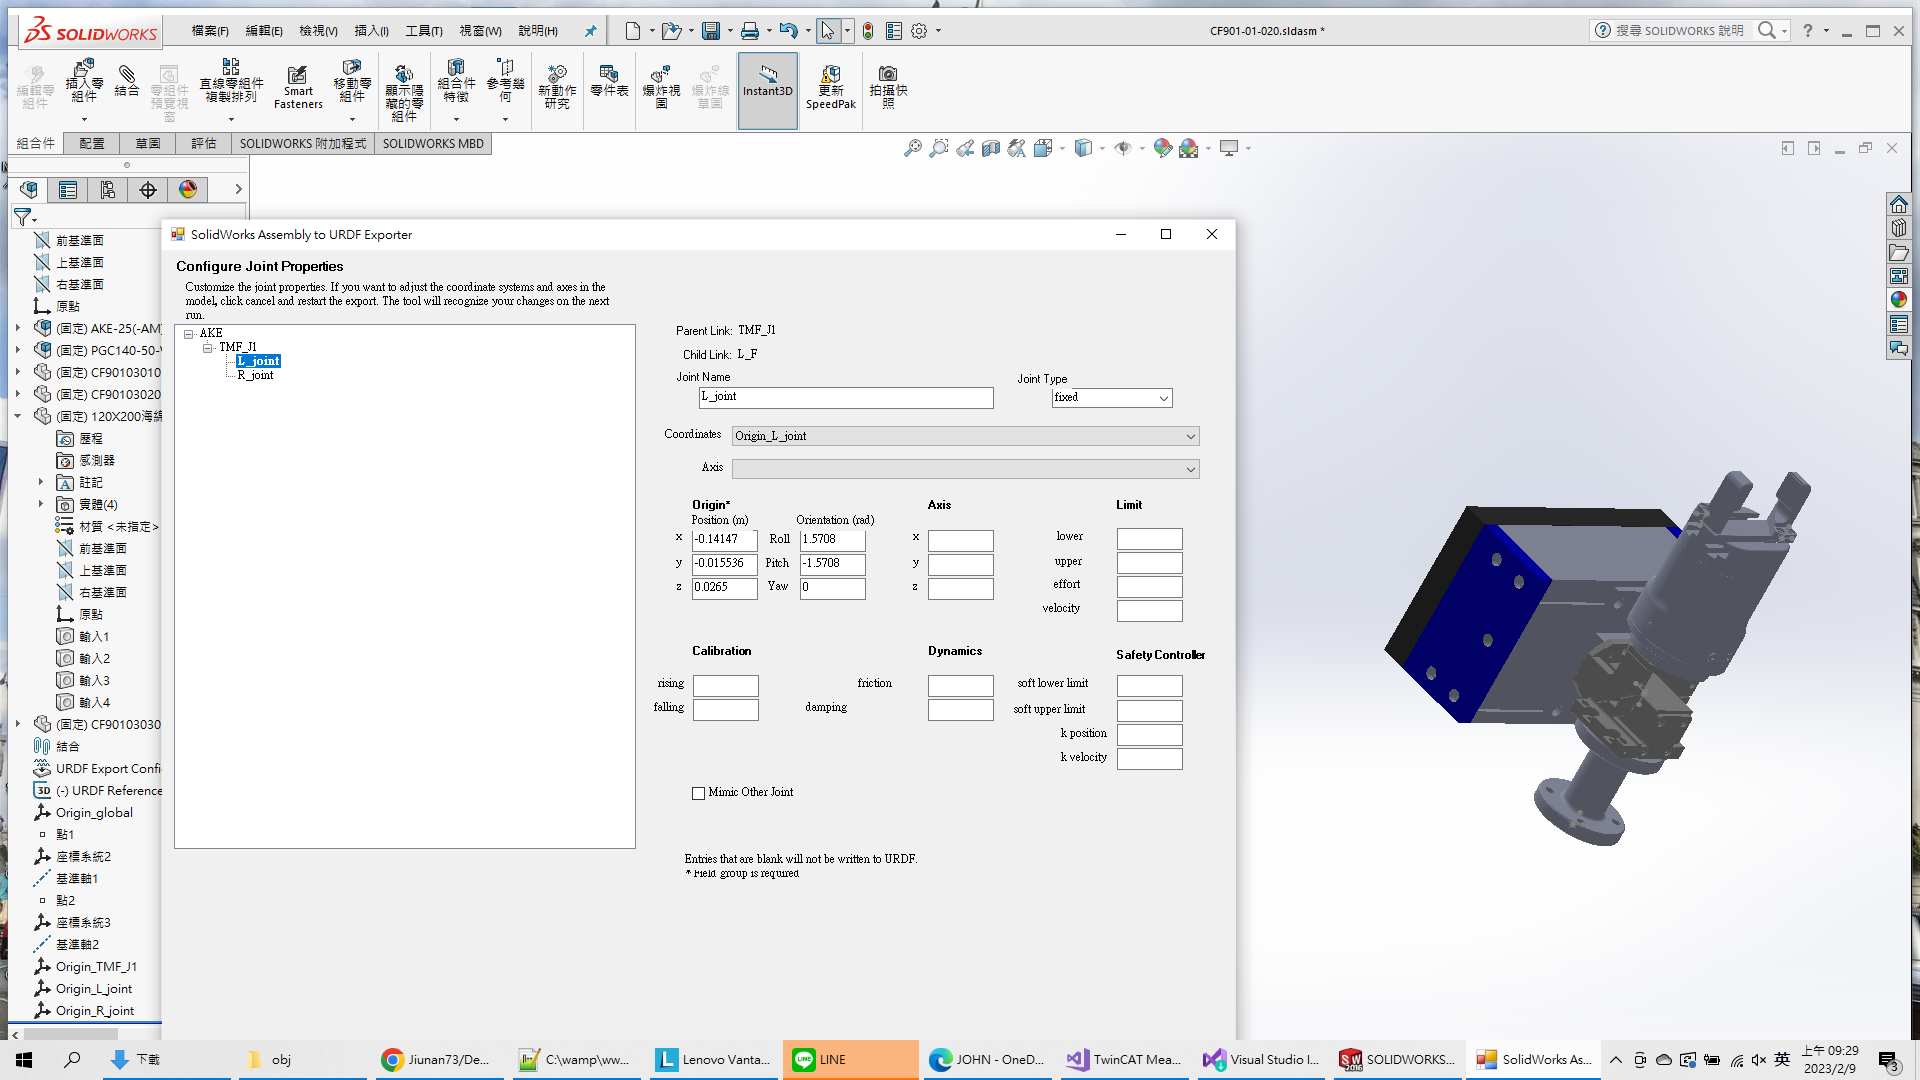 SOLIDWORKS
檔案(F)
編輯(E)
檢視(V)
插入(I)
工具(T)
視窗(W)
說明(H)
CF901-01-020.sldasm *
搜尋 SOLIDWORKS 說明
編輯零組件
插入零組件
結合
零組件預覽視窗
直線零組件複製排列
Smart Fasteners
移動零組件
顯示隱藏的零組件
組合件特徵
參考幾何
新動作研究
零件表
爆炸視圖
爆炸線草圖
Instant3D
更新 SpeedPak
拍攝快照
組合件
配置
草圖
評估
SOLIDWORKS 附加程式
SOLIDWORKS MBD
前基準面
上基準面
右基準面
原點
(固定) AKE-25(-AM)
(固定) PGC140-50-
(固定) CF90103010
(固定) CF90103020
(固定) 120X200海綿
歷程
感測器
註記
實體(4)
材質 <未指定>
前基準面
上基準面
右基準面
原點
輸入1
輸入2
輸入3
輸入4
(固定) CF90103030
結合
URDF Export Confi
(-) URDF Reference
Origin_global
點1
座標系統2
基準軸1
點2
座標系統3
基準軸2
Origin_TMF_J1
Origin_L_joint
Origin_R_joint
SolidWorks Assembly to URDF Exporter
Configure Joint Properties
Customize the joint properties. If you want to adjust the coordinate systems and axes in the
model, click cancel and restart the export. The tool will recognize your changes on the next
run.
AKE
TMF_J1
L_joint
R_joint
Parent Link: TMF_J1
Child Link: L_F
Joint Name
L_joint
Joint Type
fixed
Coordinates Origin_L_joint
Axis
Origin*
Position (m) Orientation (rad)
x -0.14147 Roll 1.5708
y -0.015536 Pitch -1.5708
z 0.0265 Yaw 0
Axis
x
y
z
Limit
lower
upper
effort
velocity
Calibration
rising
falling
Dynamics
friction
damping
Safety Controller
soft lower limit
soft upper limit
k position
k velocity
Mimic Other Joint
Entries that are blank will not be written to URDF.
* Field group is required
下載
obj
Jiunan73/De...
C:\wamp\ww...
Lenovo Vanta...
LINE
JOHN - OneD...
TwinCAT Mea...
Visual Studio I...
SOLIDWORKS...
SolidWorks As...
英
上午 09:29
2023/2/9
3